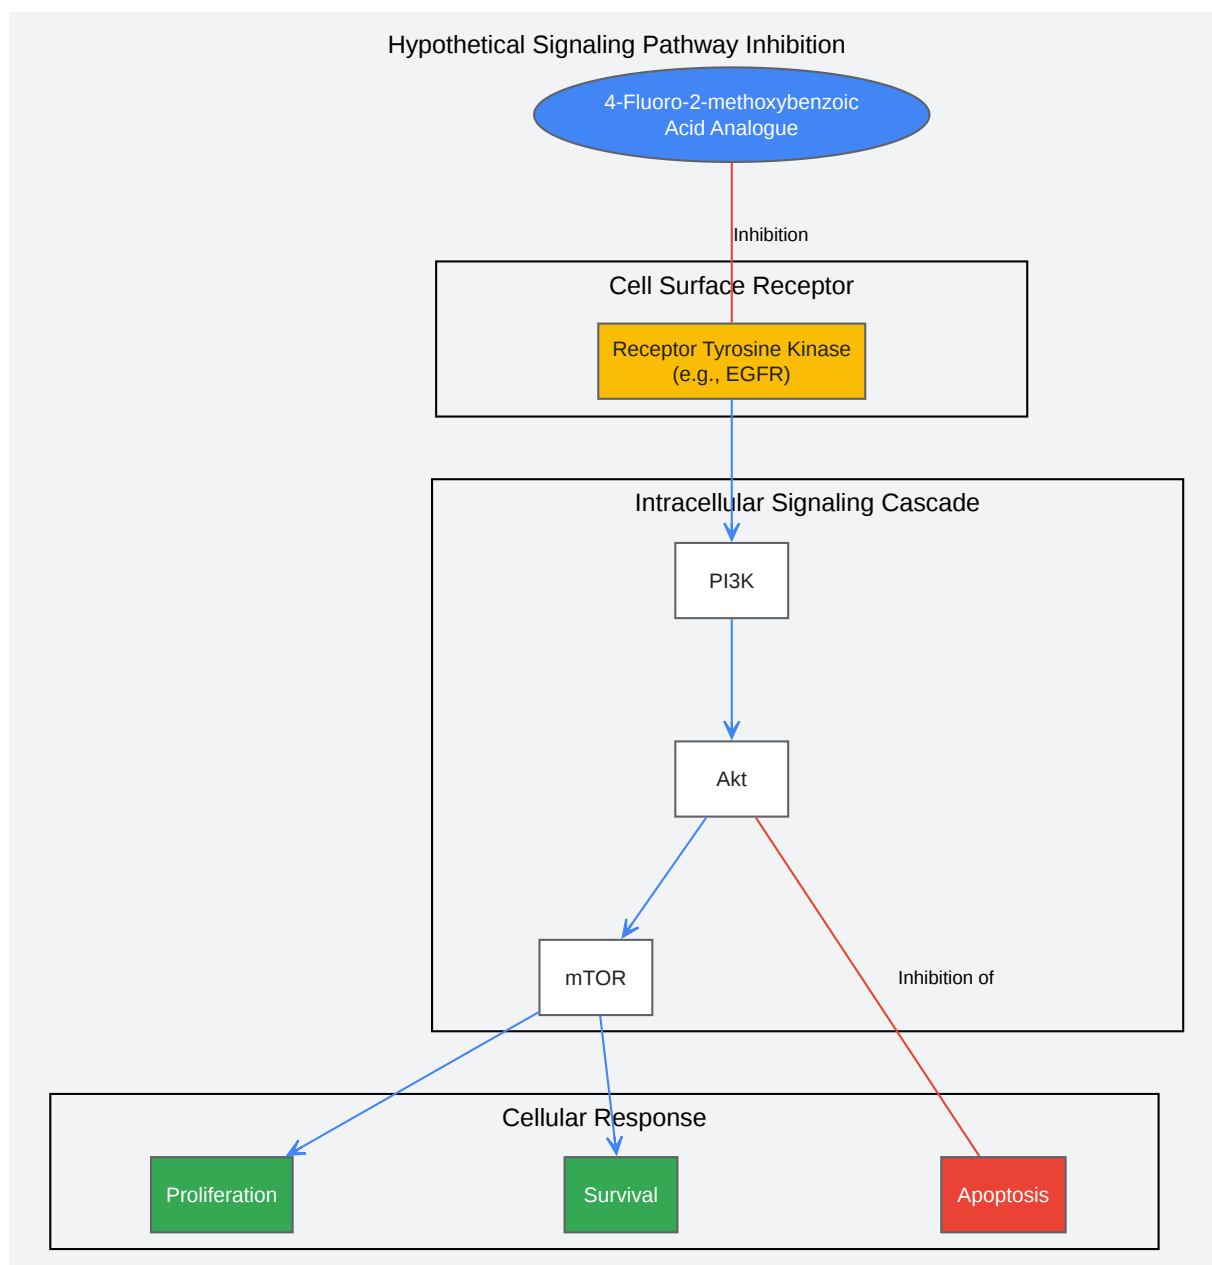 Hypothetical Signaling Pathway Inhibition
4-Fluoro-2-methoxybenzoic
Acid Analogue
Inhibition
Cell Surface Receptor
Receptor Tyrosine Kinase
(e.g., EGFR)
Intracellular Signaling Cascade
PI3K
Akt
mTOR
Inhibition of
Cellular Response
Proliferation
Survival
Apoptosis